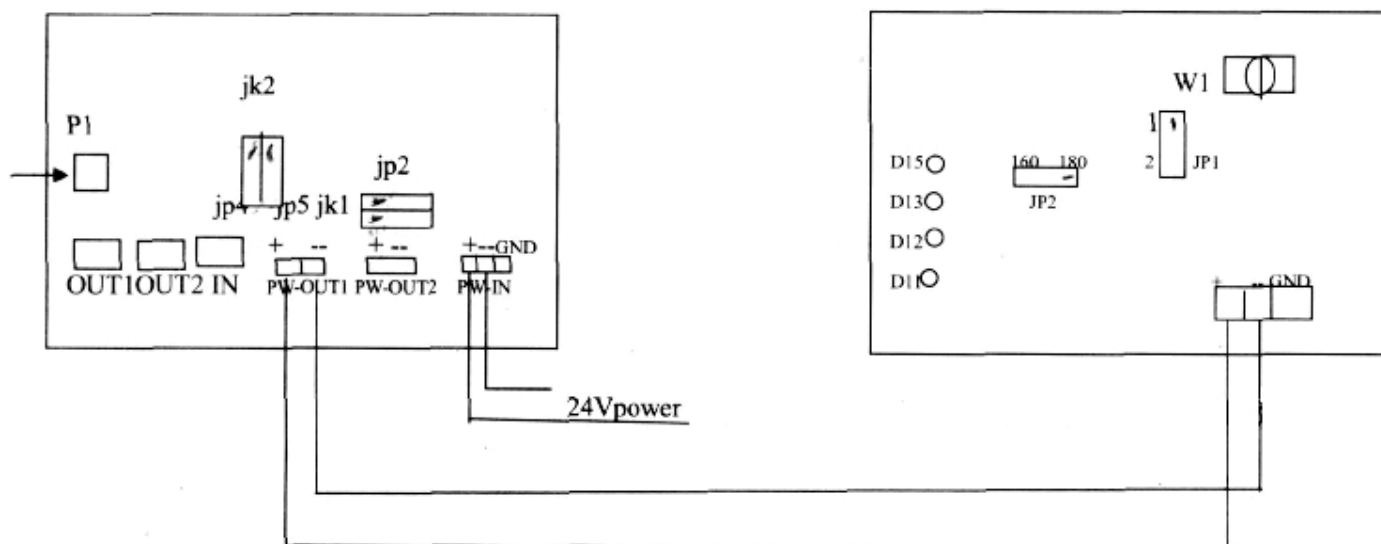 jk2
P1
jp2
jp4 jp5 jk1
+ -- + -- +--GND
OUT1OUT2 IN PW-OUT1 PW-OUT2 PW-IN
24Vpower
W1
1
2 JP1
D15 160 180
D13 JP2
D12
D11
+ --GND